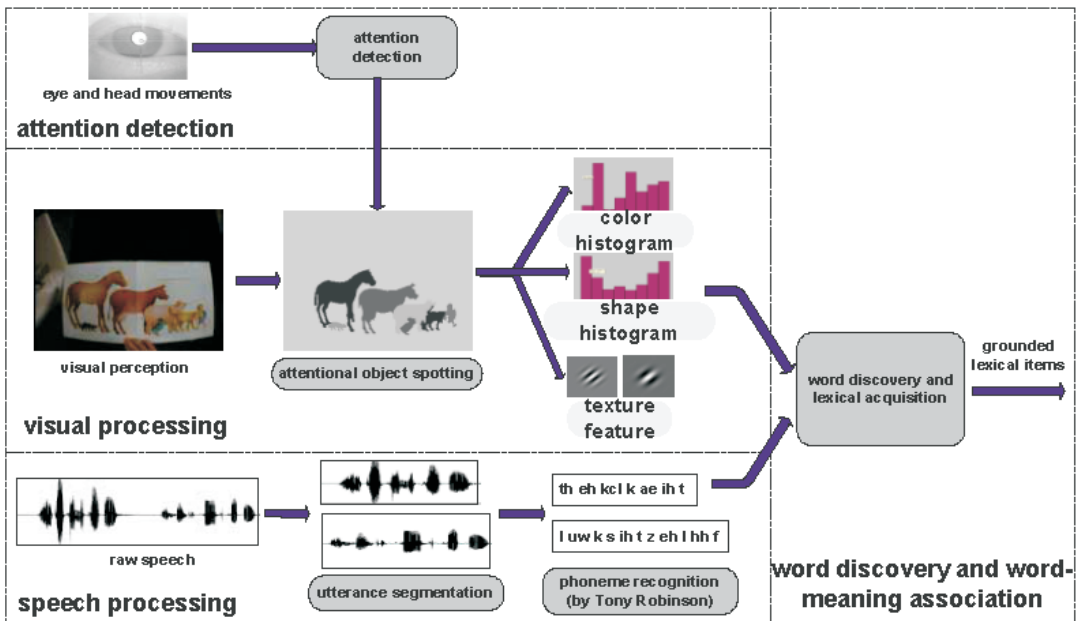 attention
detection
eye and head movements
attention detection
color
histogram
shape
histogram
visual perception
attentional object spotting
texture
feature
visual processing
word discovery and
lexical acquisition
grounded
lexical items
th eh kcl k ae ih t
l uw k s ih t z eh l hh f
raw speech
utterance segmentation
phoneme recognition
(by Tony Robinson)
speech processing
word discovery and word-
meaning association